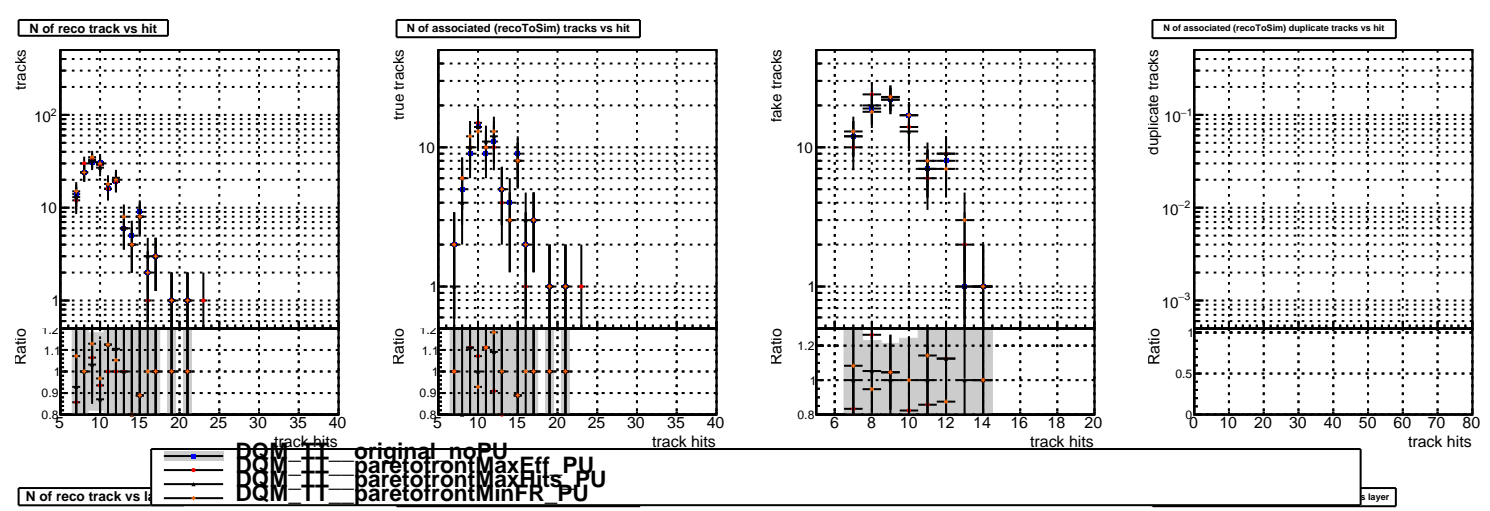 N of reco track vs hit
N of associated (recoToSim) tracks vs hit
N of associated (recoToSim) duplicate tracks vs hit
tracks
10²
10
1
Ratio
1.2
1.1
1
0.9
0.8
5 10 15 20 25 30 35 40
track hits
true tracks
10
1
Ratio
1.2
1.1
1
0.9
0.8
5 10 15 20 25 30 35 40
track hits
fake tracks
10
1
Ratio
1.2
1
0.8
6 8 10 12 14 16 18 20
track hits
duplicate tracks
10⁻¹
10⁻²
10⁻³
Ratio
1
0.5
0
0 10 20 30 40 50 60 70 80
track hits
DQM_TT__original_noPU
DQM_TT__paretofrontMaxEff_PU
DQM_TT__paretofrontMaxHits_PU
DQM_TT__paretofrontMinFR_PU
N of reco track vs la
s layer